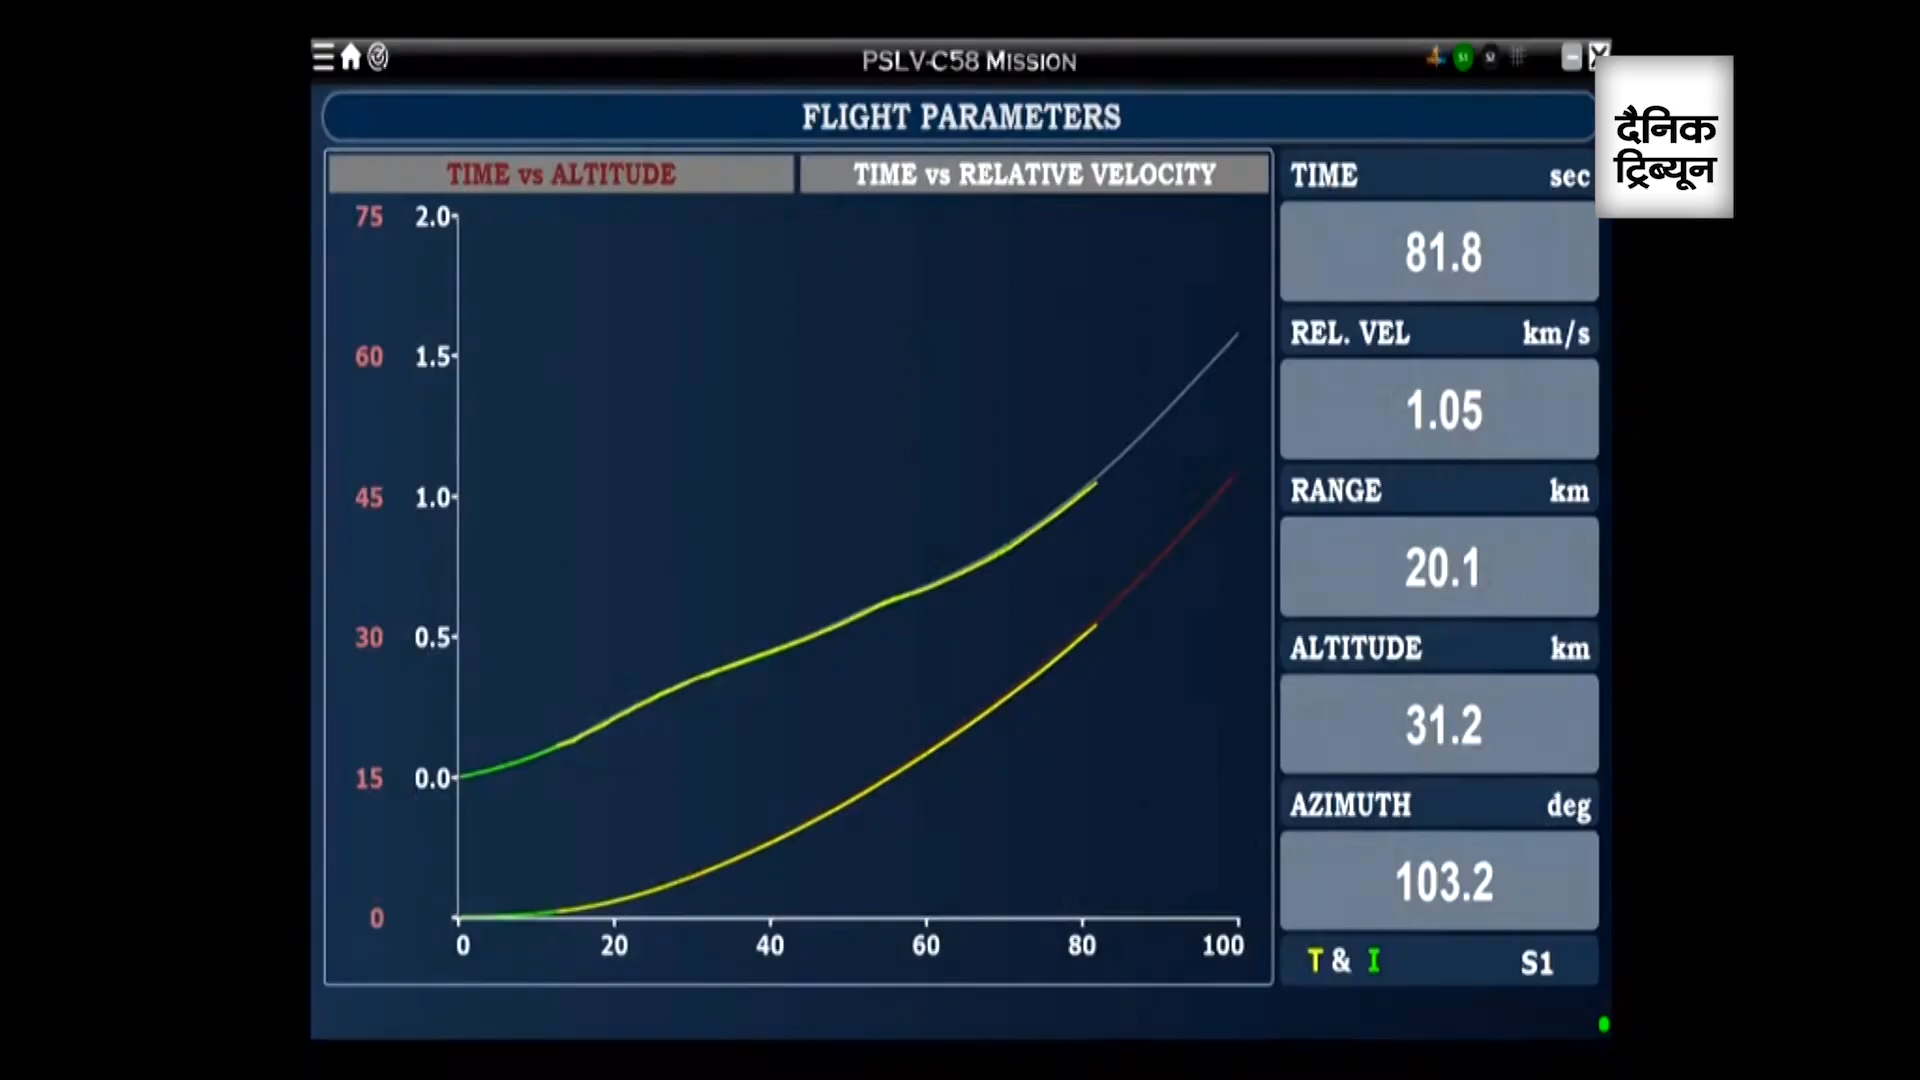 PSLV-C58 MISSION
S1
S2
FLIGHT PARAMETERS
दैनिक
ट्रिब्यून
TIME vs ALTITUDE
TIME vs RELATIVE VELOCITY
75 2.0
60 1.5
45 1.0
30 0.5
15 0.0
0
0 20 40 60 80 100
TIME sec
81.8
REL. VEL km/s
1.05
RANGE km
20.1
ALTITUDE km
31.2
AZIMUTH deg
103.2
T & I S1